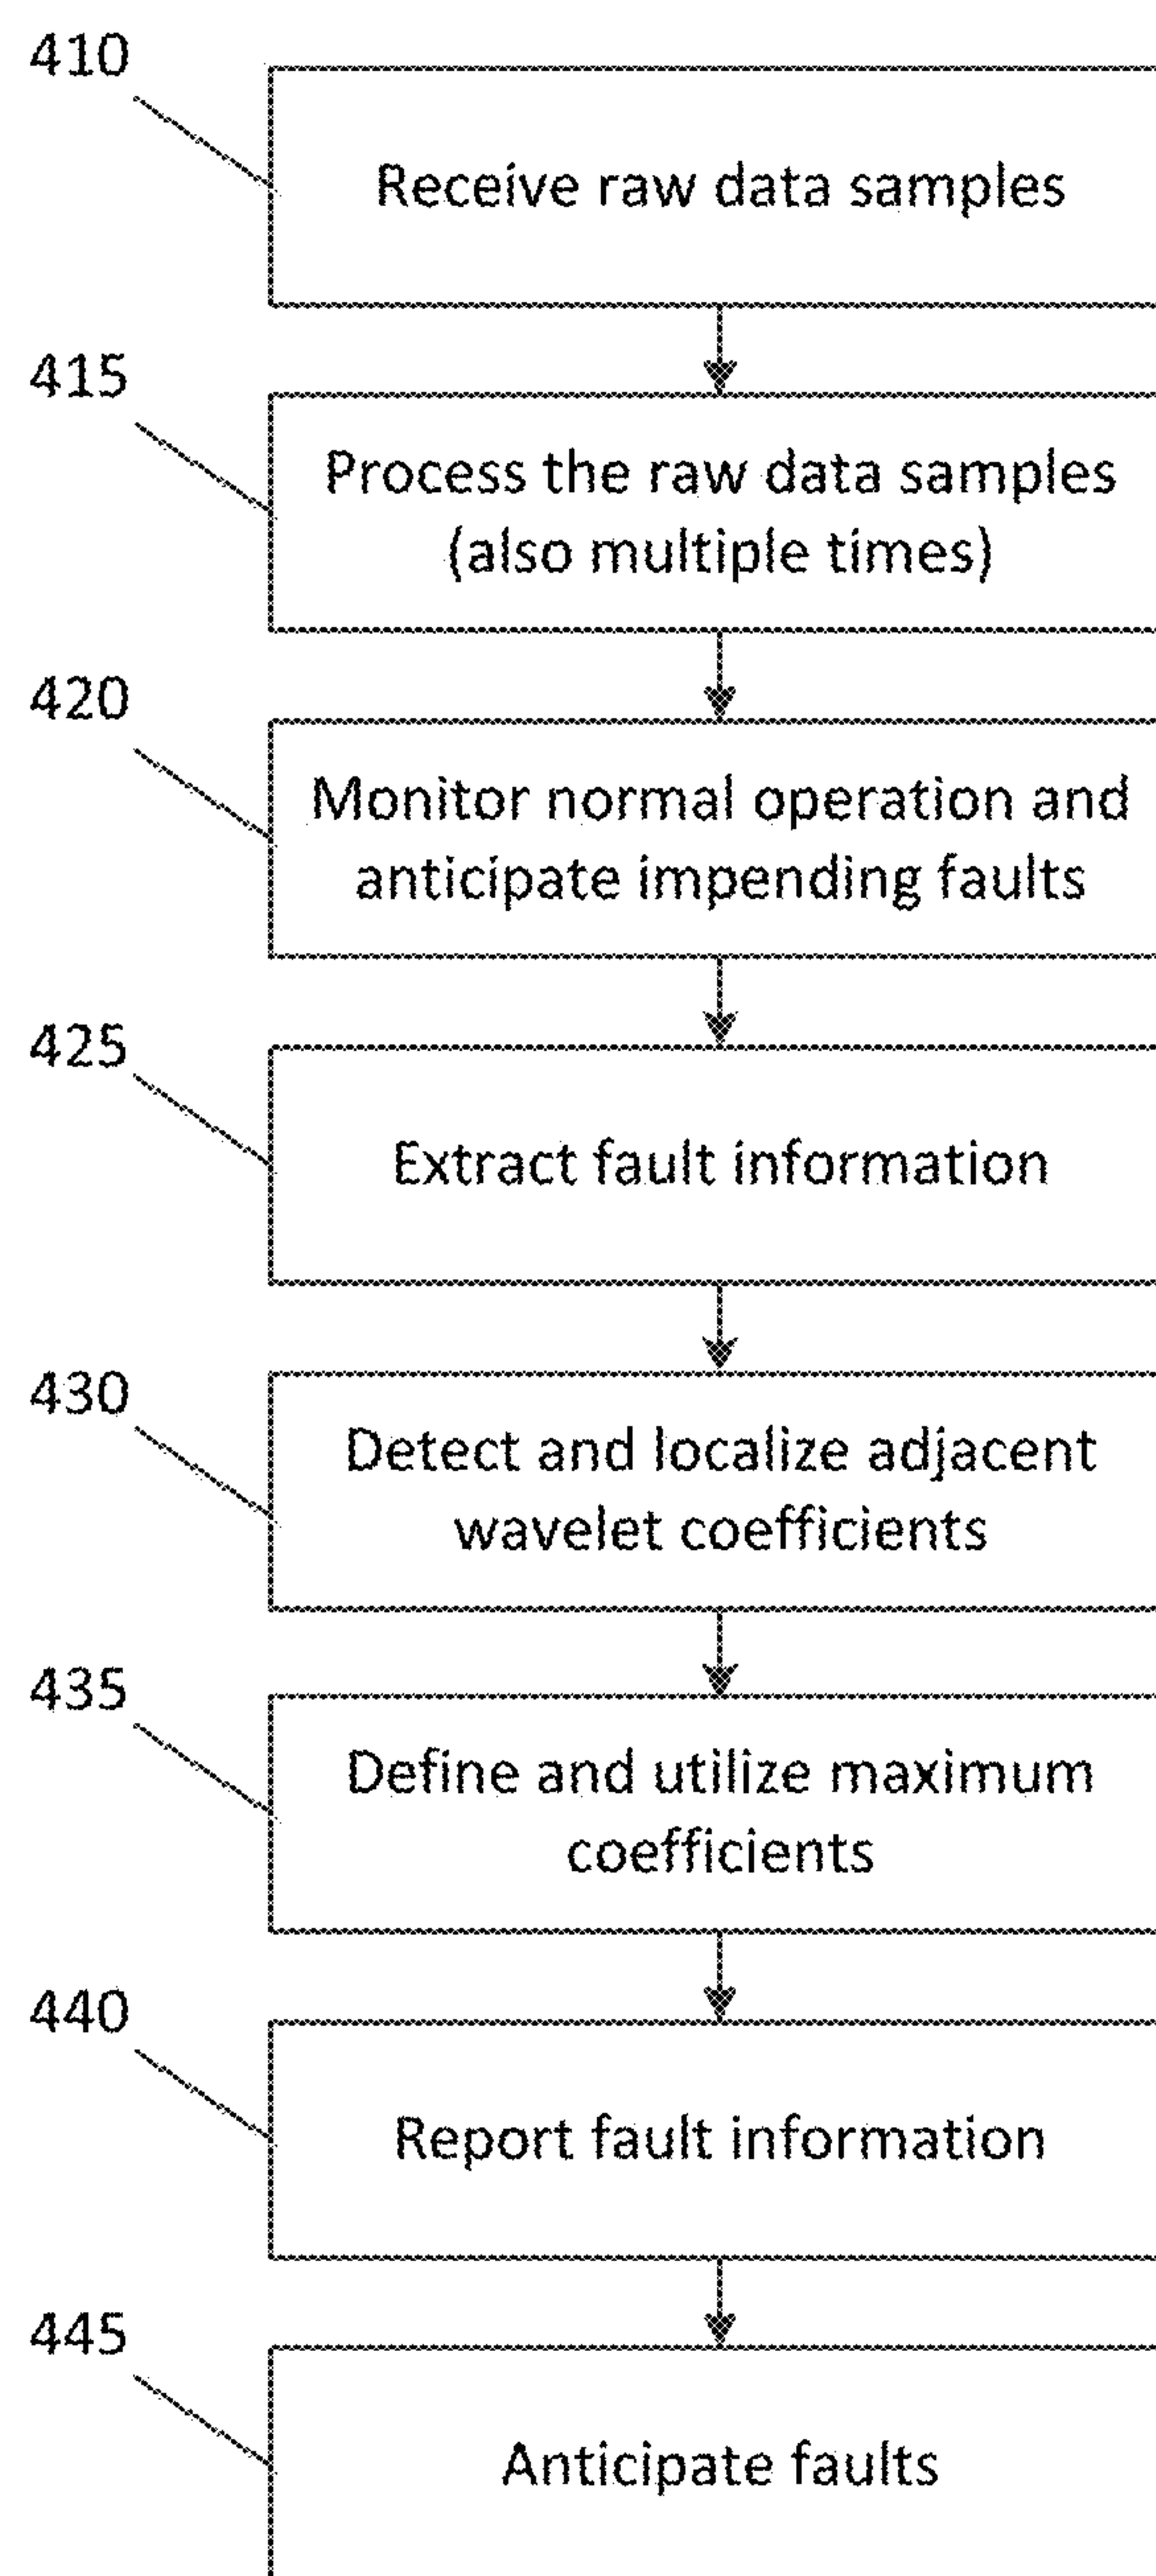 410
Receive raw data samples
415
Process the raw data samples
(also multiple times)
420
Monitor normal operation and
anticipate impending faults
425
Extract fault information
430
Detect and localize adjacent
wavelet coefficients
435
Define and utilize maximum
coefficients
440
Report fault information
445
Anticipate faults